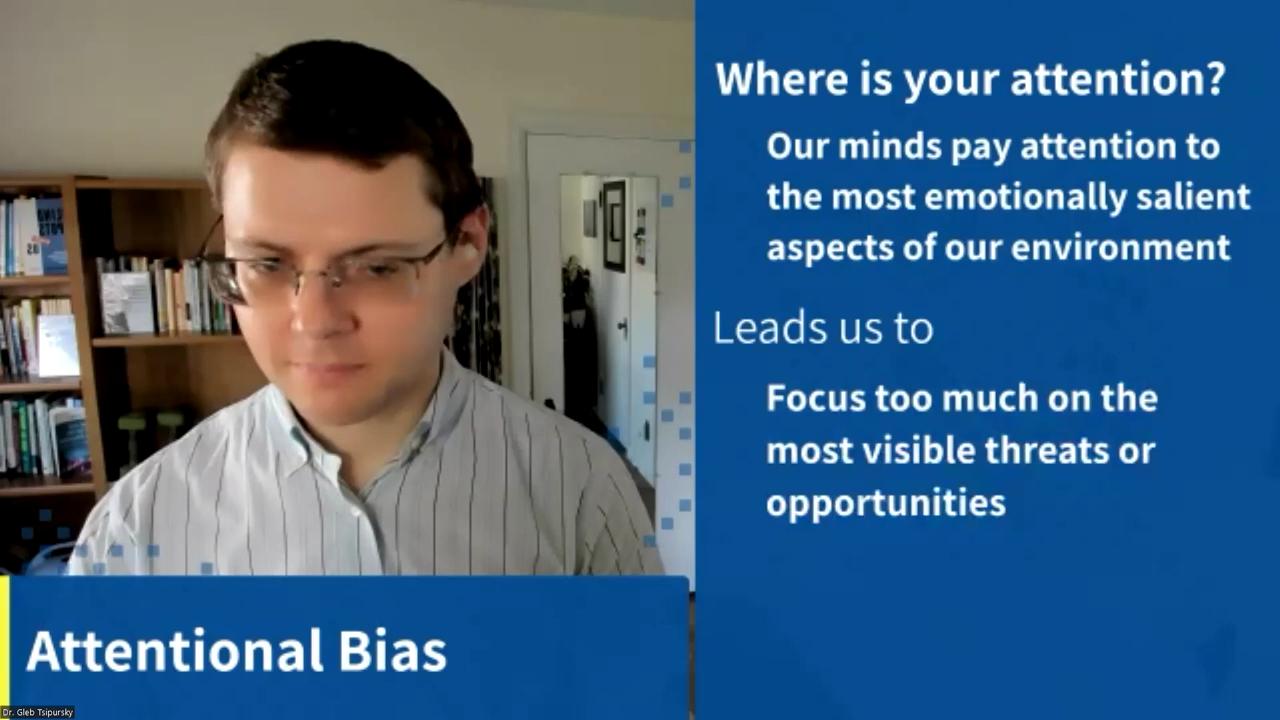 Where is your attention?
Our minds pay attention to
the most emotionally salient
aspects of our environment
Leads us to
Focus too much on the
most visible threats or
opportunities
Attentional Bias
Dr. Gleb Tsipursky